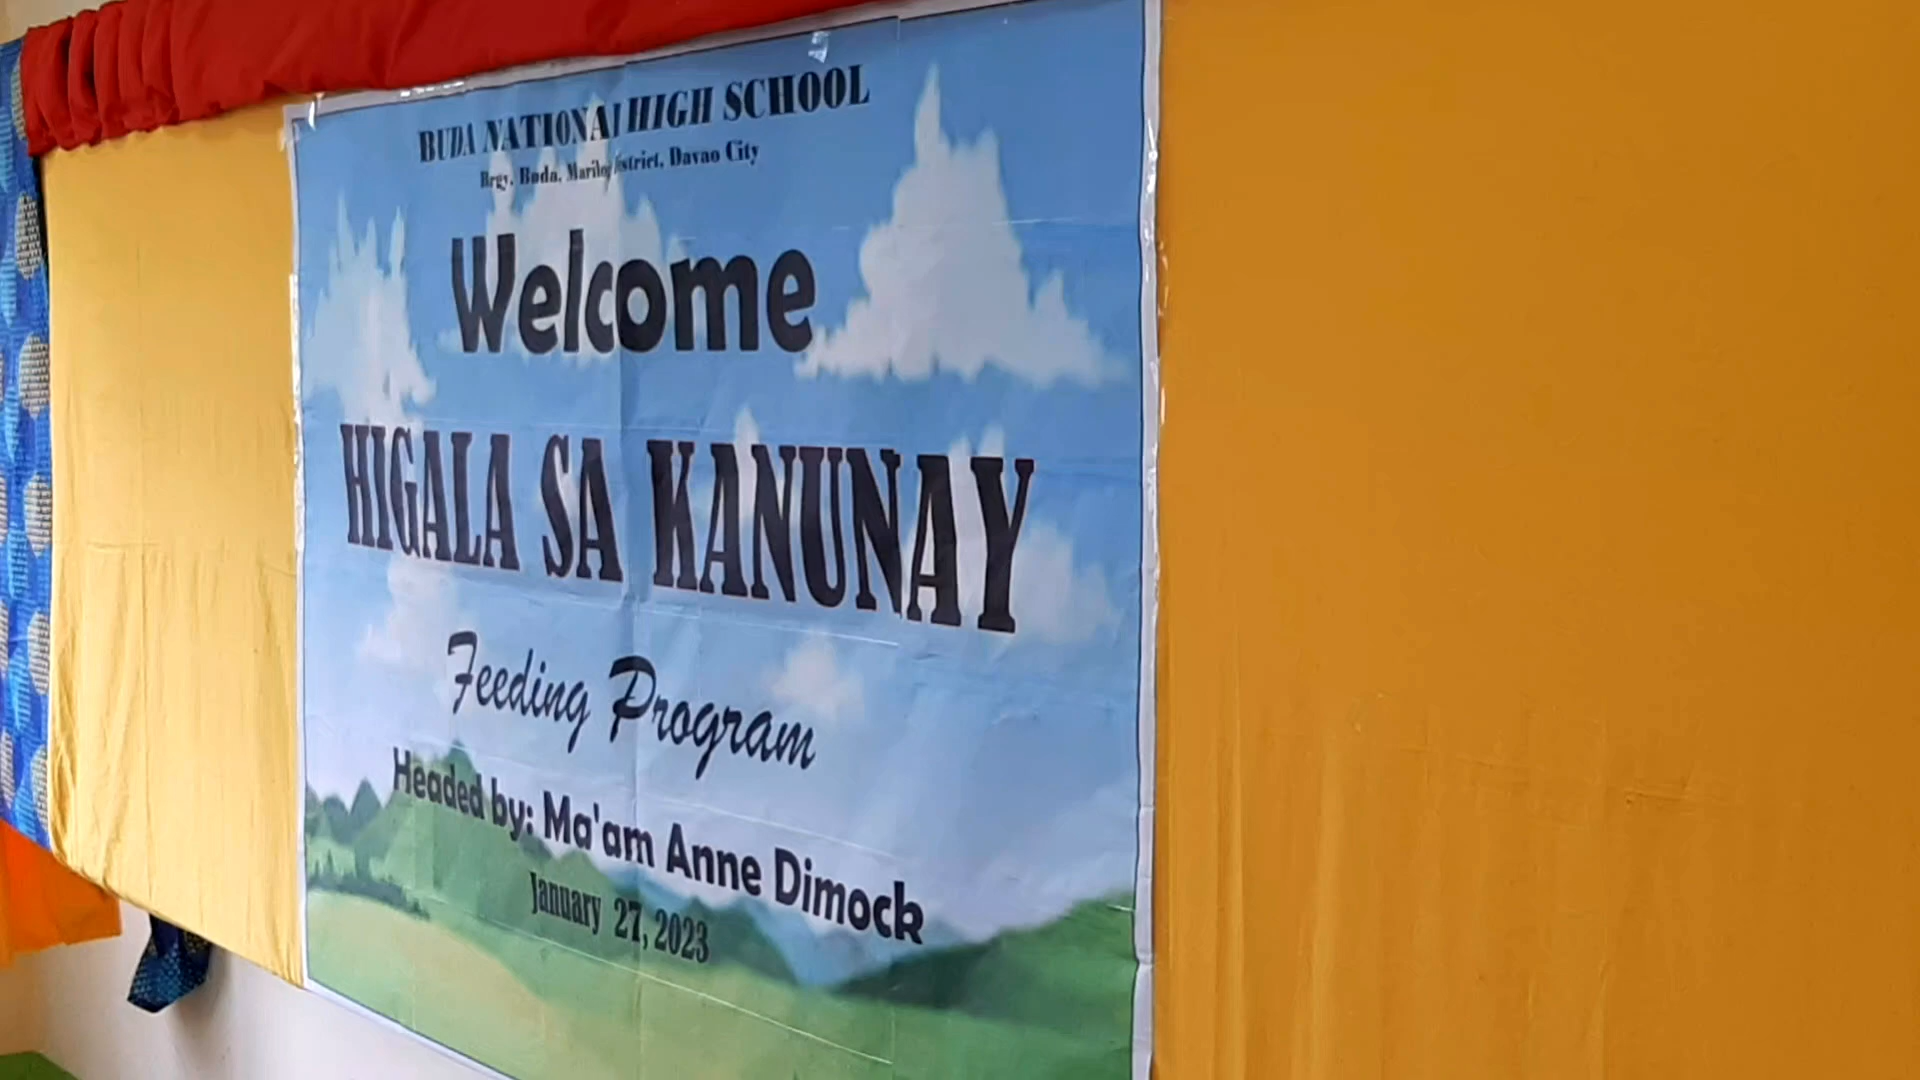 BUDA NATIONAL HIGH SCHOOL
Brgy. Buda, Marilog District, Davao City
Welcome
HIGALA SA KANUNAY
Feeding Program
Headed by: Ma'am Anne Dimock
January 27, 2023